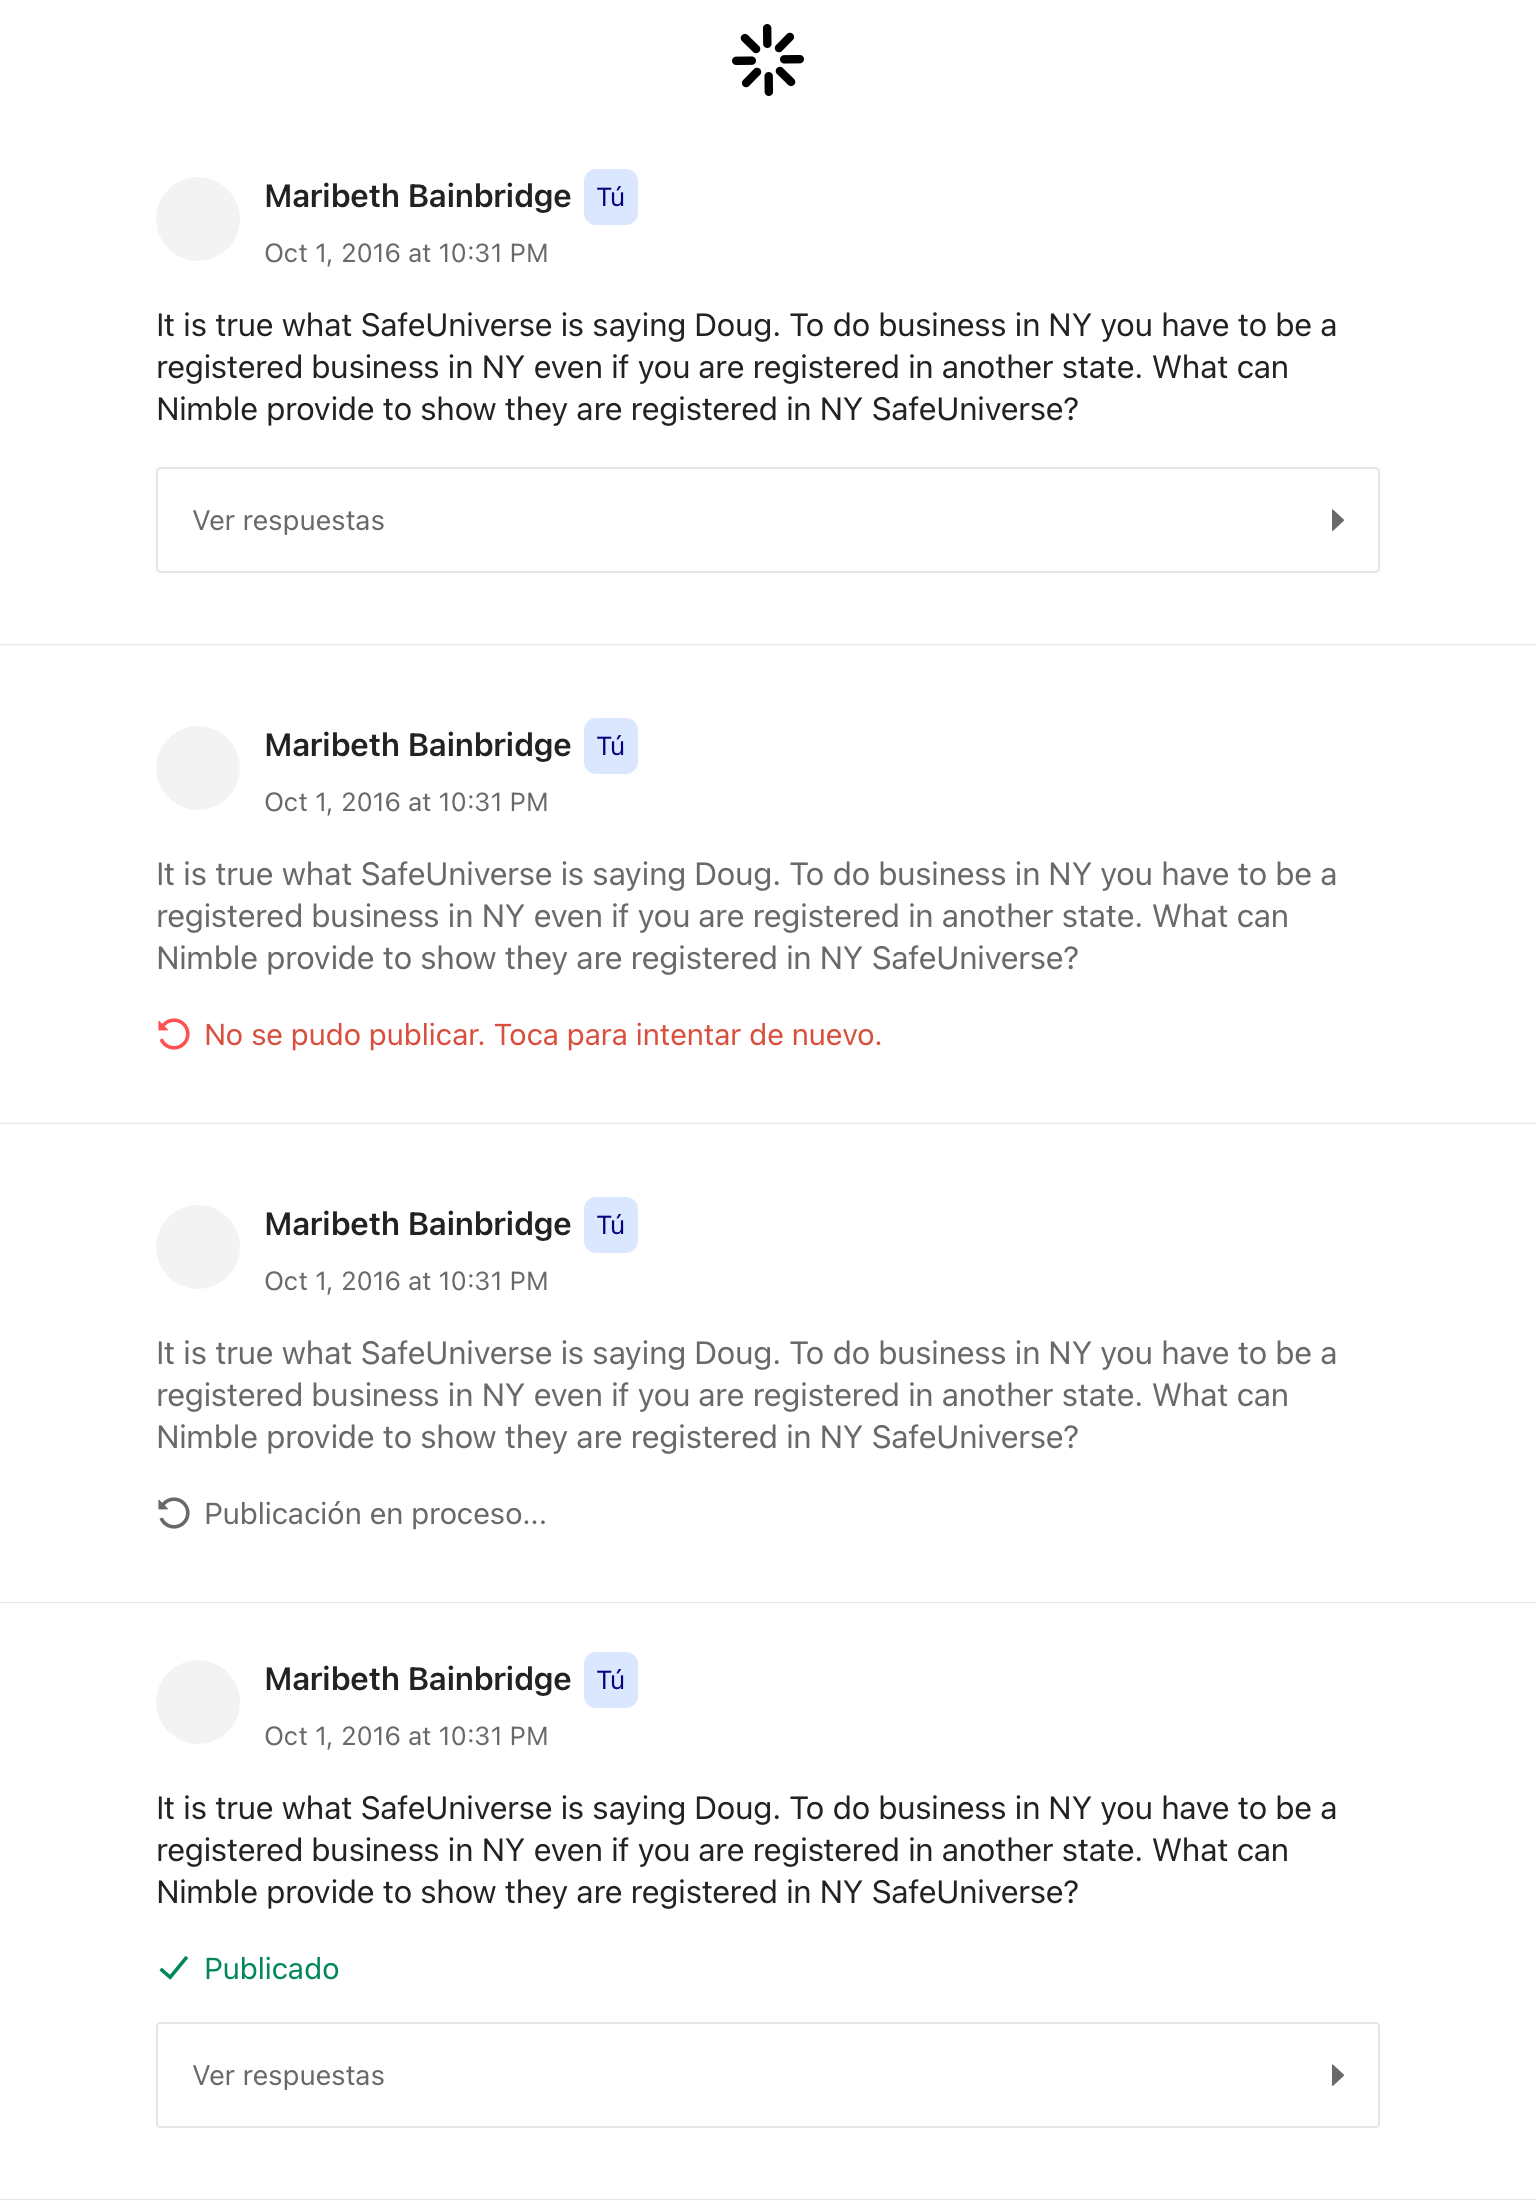 Maribeth Bainbridge Tú
Oct 1, 2016 at 10:31 PM
It is true what SafeUniverse is saying Doug. To do business in NY you have to be a
registered business in NY even if you are registered in another state. What can
Nimble provide to show they are registered in NY SafeUniverse?
Ver respuestas
Maribeth Bainbridge Tú
Oct 1, 2016 at 10:31 PM
It is true what SafeUniverse is saying Doug. To do business in NY you have to be a
registered business in NY even if you are registered in another state. What can
Nimble provide to show they are registered in NY SafeUniverse?
No se pudo publicar. Toca para intentar de nuevo.
Maribeth Bainbridge Tú
Oct 1, 2016 at 10:31 PM
It is true what SafeUniverse is saying Doug. To do business in NY you have to be a
registered business in NY even if you are registered in another state. What can
Nimble provide to show they are registered in NY SafeUniverse?
Publicación en proceso...
Maribeth Bainbridge Tú
Oct 1, 2016 at 10:31 PM
It is true what SafeUniverse is saying Doug. To do business in NY you have to be a
registered business in NY even if you are registered in another state. What can
Nimble provide to show they are registered in NY SafeUniverse?
Publicado
Ver respuestas